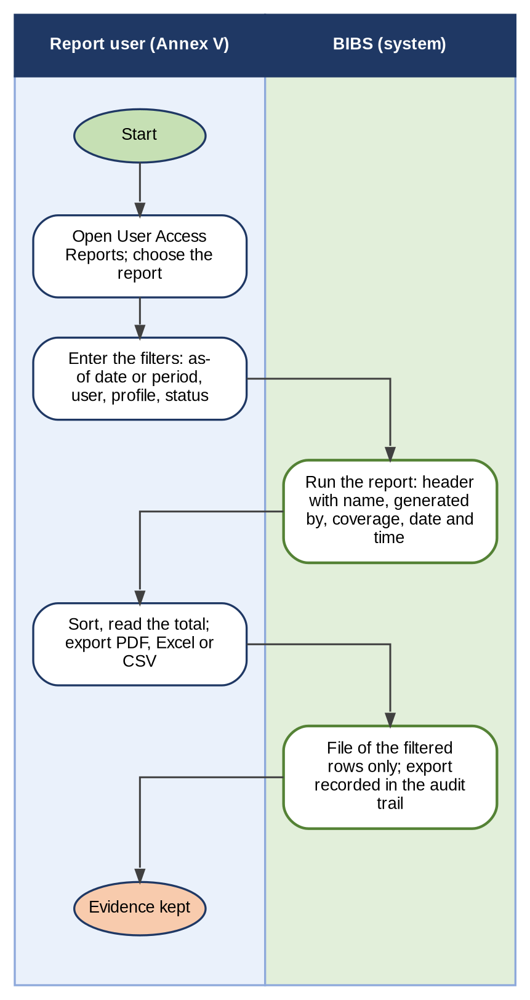 Report user (Annex V)
BIBS (system)
Start
Open User Access
Reports; choose the
report
Enter the filters: as-
of date or period,
user, profile, status
Run the report: header
with name, generated
by, coverage, date and
time
Sort, read the total;
export PDF, Excel or
CSV
File of the filtered
rows only; export
recorded in the audit
trail
Evidence kept